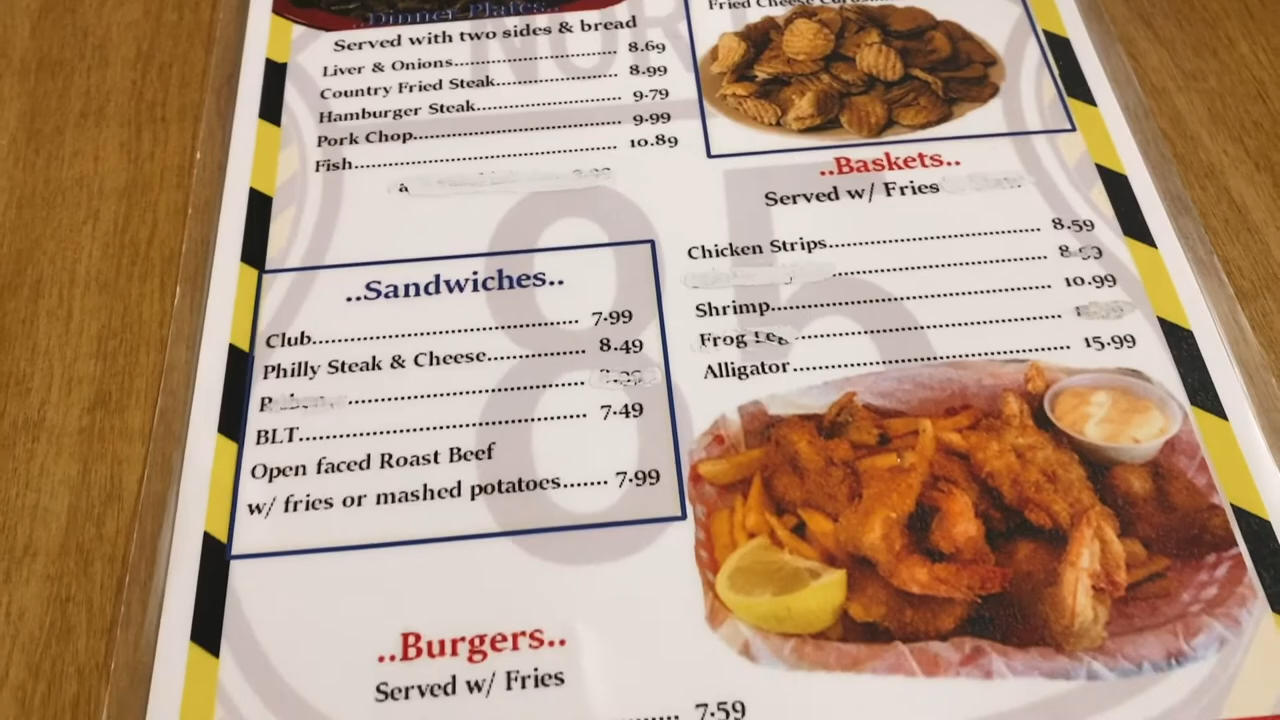 ..Dinner Plates..
Served with two sides & bread
Liver & Onions........ 8.69
Country Fried Steak........ 8.99
Hamburger Steak........ 9.79
Pork Chop........ 9.99
Fish........ 10.89
..Sandwiches..
Club........ 7.99
Philly Steak & Cheese........ 8.49
BLT........ 7.49
Open faced Roast Beef
w/ fries or mashed potatoes....... 7.99
..Burgers..
Served w/ Fries
7.59
Fried Cheese Curds
..Baskets..
Served w/ Fries
Chicken Strips........ 8.59
Shrimp........ 10.99
Frog
Alligator........ 15.99
85